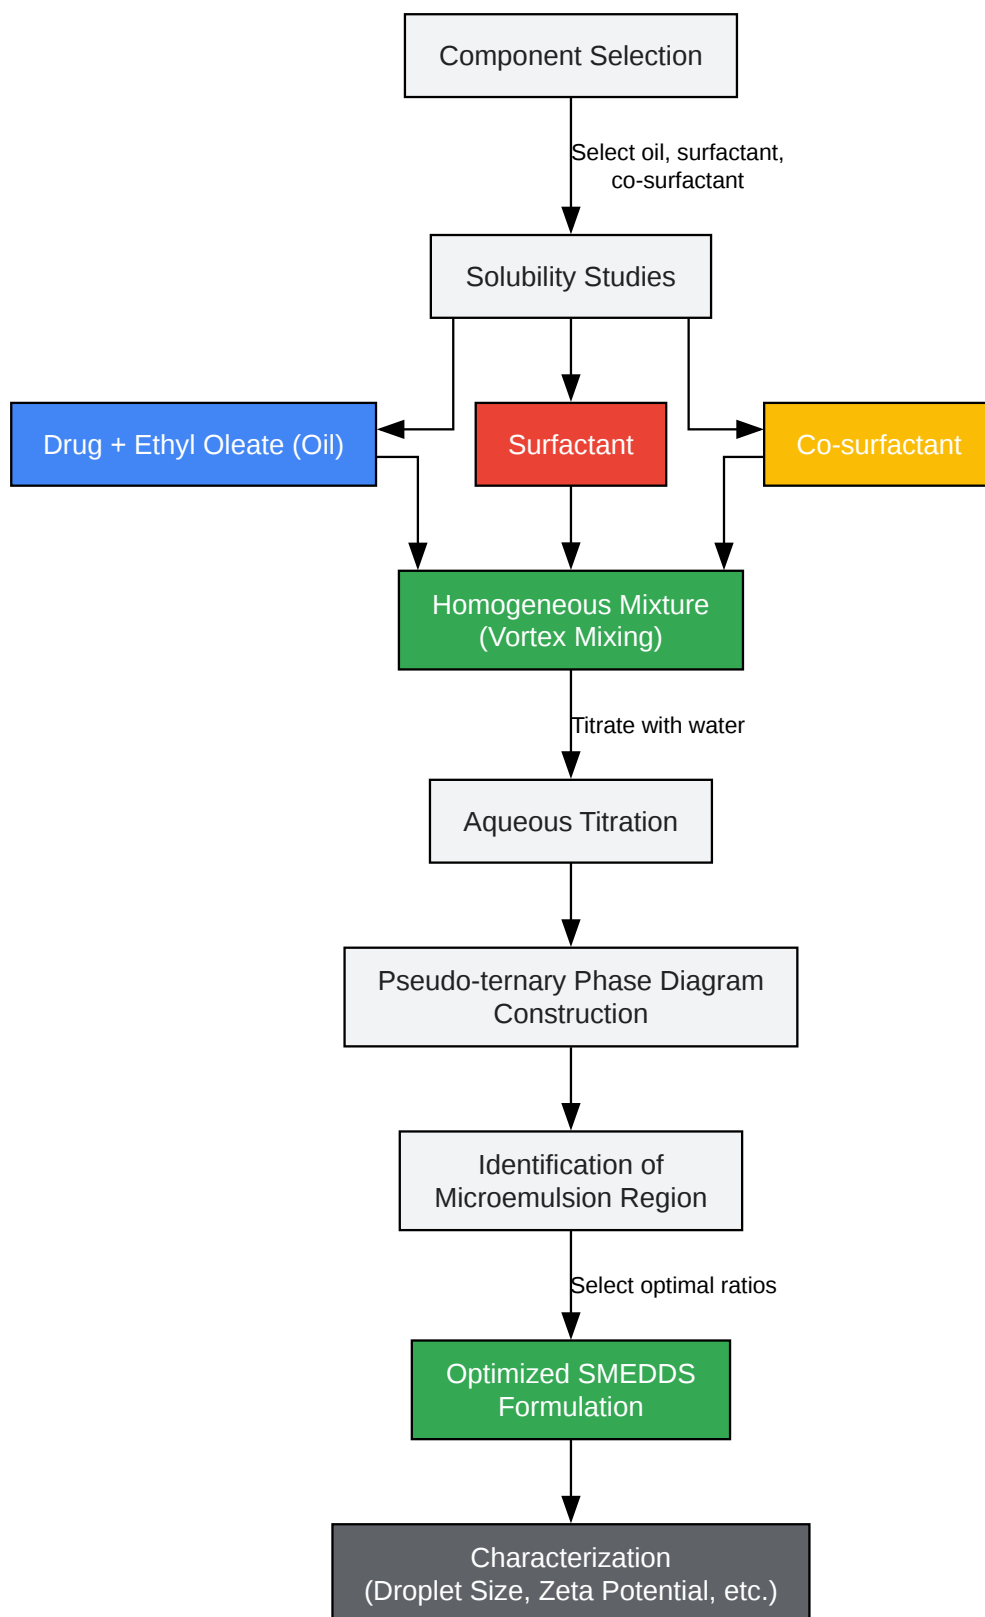 Component Selection
Select oil, surfactant,
co-surfactant
Solubility Studies
Drug + Ethyl Oleate (Oil)
Surfactant
Co-surfactant
Homogeneous Mixture
(Vortex Mixing)
Titrate with water
Aqueous Titration
Pseudo-ternary Phase Diagram
Construction
Identification of
Microemulsion Region
Select optimal ratios
Optimized SMEDDS
Formulation
Characterization
(Droplet Size, Zeta Potential, etc.)